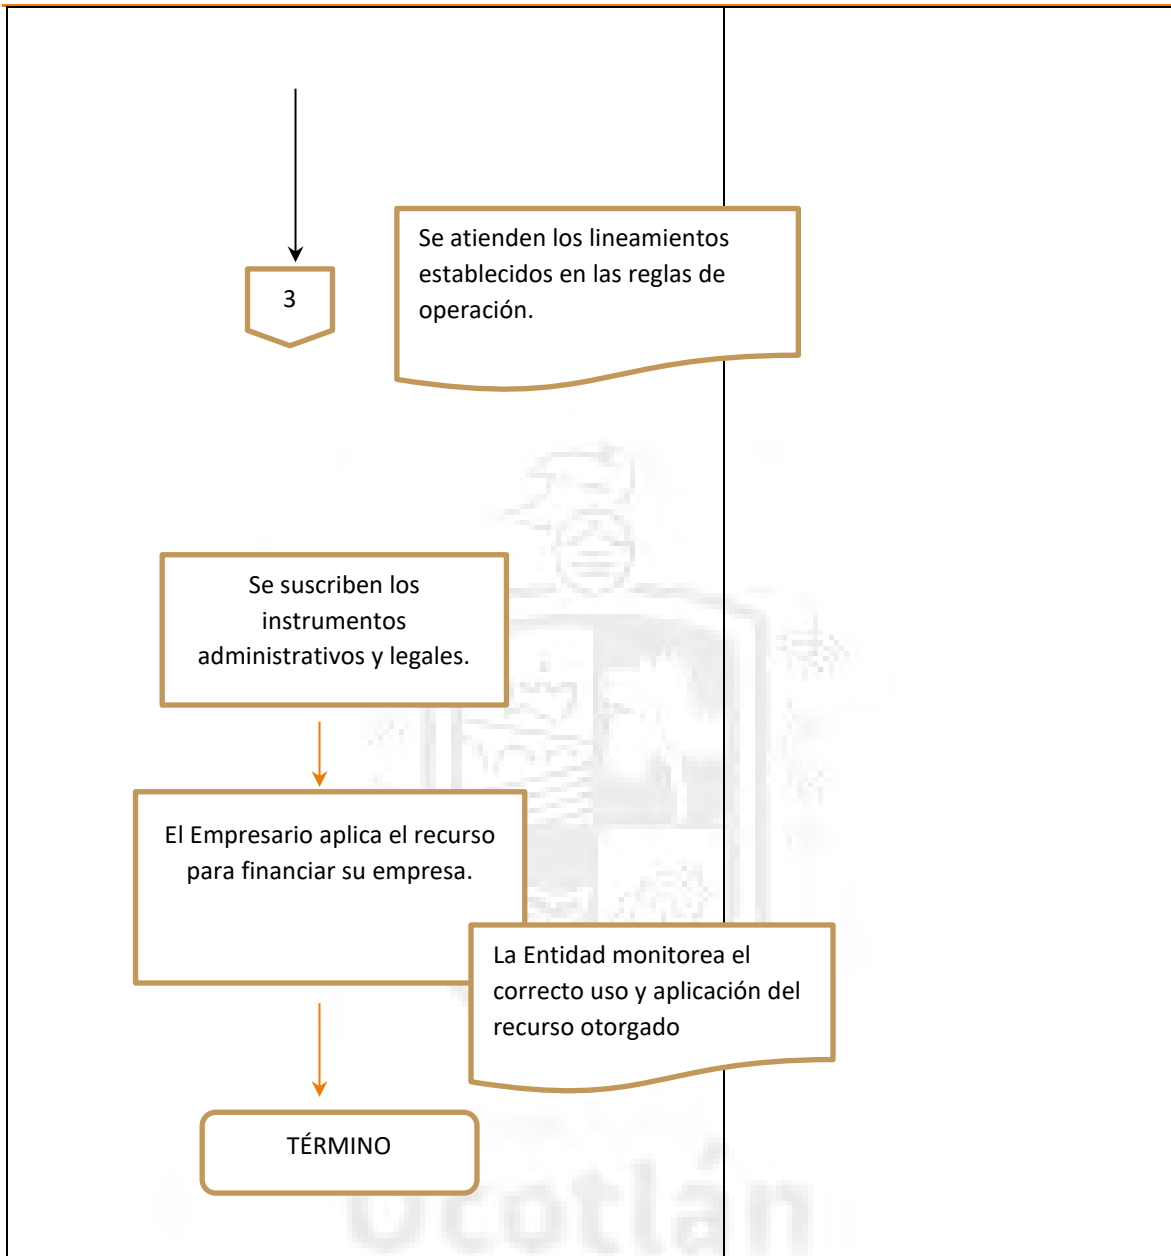 3
Se atienden los lineamientos
establecidos en las reglas de
operación.
Se suscriben los
instrumentos
administrativos y legales.
El Empresario aplica el recurso
para financiar su empresa.
La Entidad monitorea el
correcto uso y aplicación del
recurso otorgado
TÉRMINO
Ocotlán